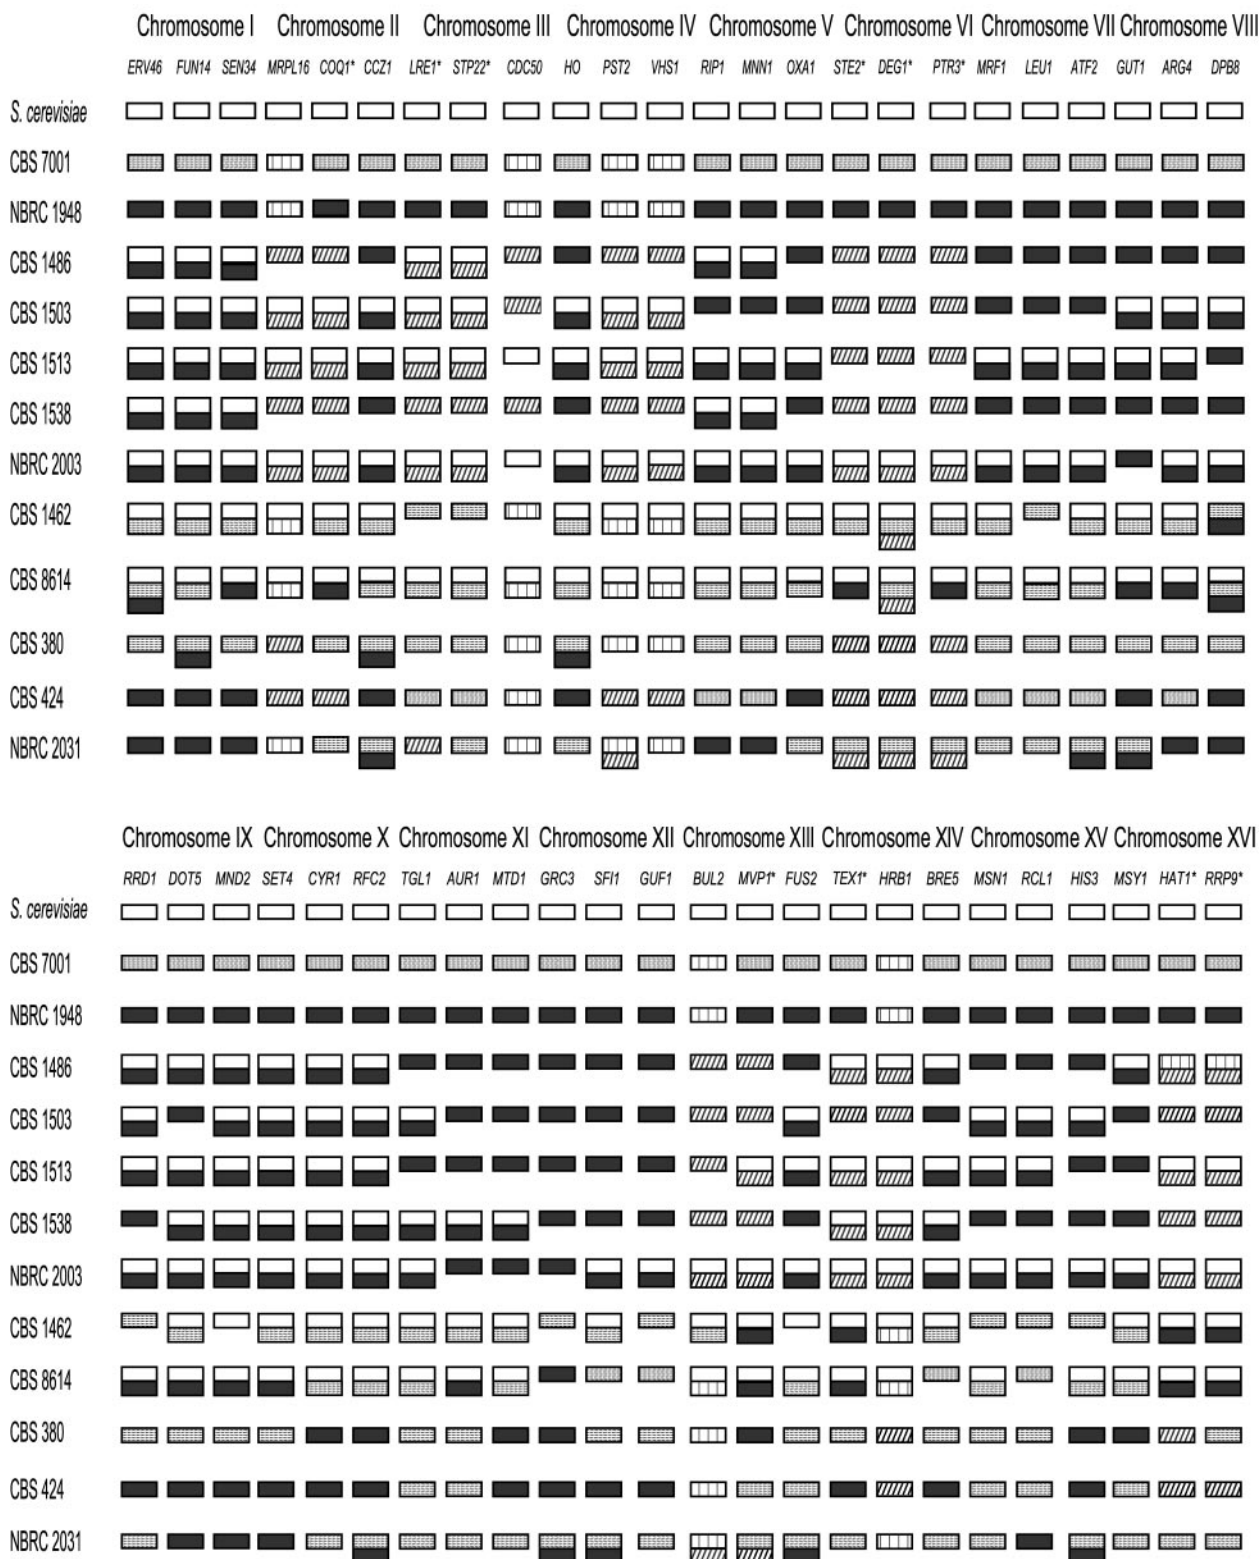 Chromosome I Chromosome II Chromosome III Chromosome IV Chromosome V Chromosome VI Chromosome VII Chromosome VIII
ERV46 FUN14 SEN34 MRPL16 COQ1* CCZ1 LRE1* STP22* CDC50 HO PST2 VHS1 RIP1 MNN1 OXA1 STE2* DEG1* PTR3* MRF1 LEU1 ATF2 GUT1 ARG4 DPB8
S. cerevisiae
CBS 7001
NBRC 1948
CBS 1486
CBS 1503
CBS 1513
CBS 1538
NBRC 2003
CBS 1462
CBS 8614
CBS 380
CBS 424
NBRC 2031
Chromosome IX Chromosome X Chromosome XI Chromosome XII Chromosome XIII Chromosome XIV Chromosome XV Chromosome XVI
RRD1 DOT5 MND2 SET4 CYR1 RFC2 TGL1 AUR1 MTD1 GRC3 SFI1 GUF1 BUL2 MVP1* FUS2 TEX1* HRB1 BRE5 MSN1 RCL1 HIS3 MSY1 HAT1* RRP9*
S. cerevisiae
CBS 7001
NBRC 1948
CBS 1486
CBS 1503
CBS 1513
CBS 1538
NBRC 2003
CBS 1462
CBS 8614
CBS 380
CBS 424
NBRC 2031